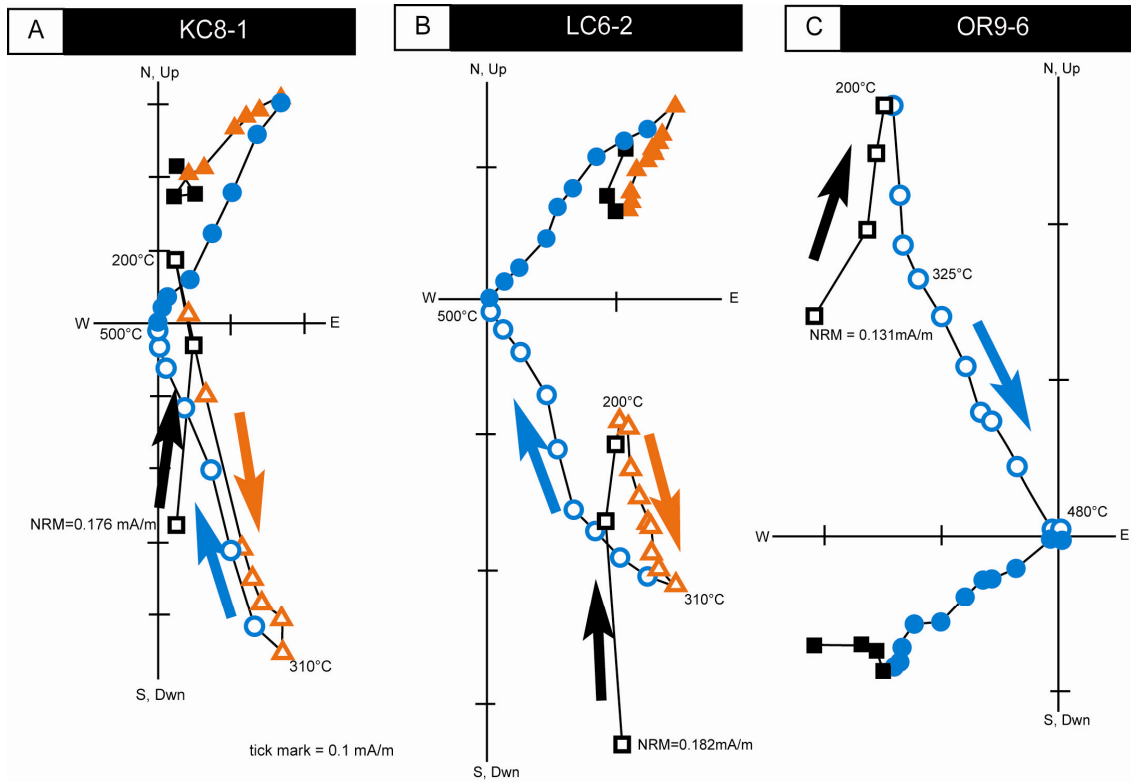 A
KC8-1
N, Up
200°C
W
E
500°C
NRM=0.176 mA/m
310°C
S, Dwn
tick mark = 0.1 mA/m
B
LC6-2
N, Up
W
E
500°C
200°C
310°C
NRM=0.182mA/m
S, Dwn
C
OR9-6
N, Up
200°C
325°C
NRM = 0.131mA/m
480°C
W
E
S, Dwn